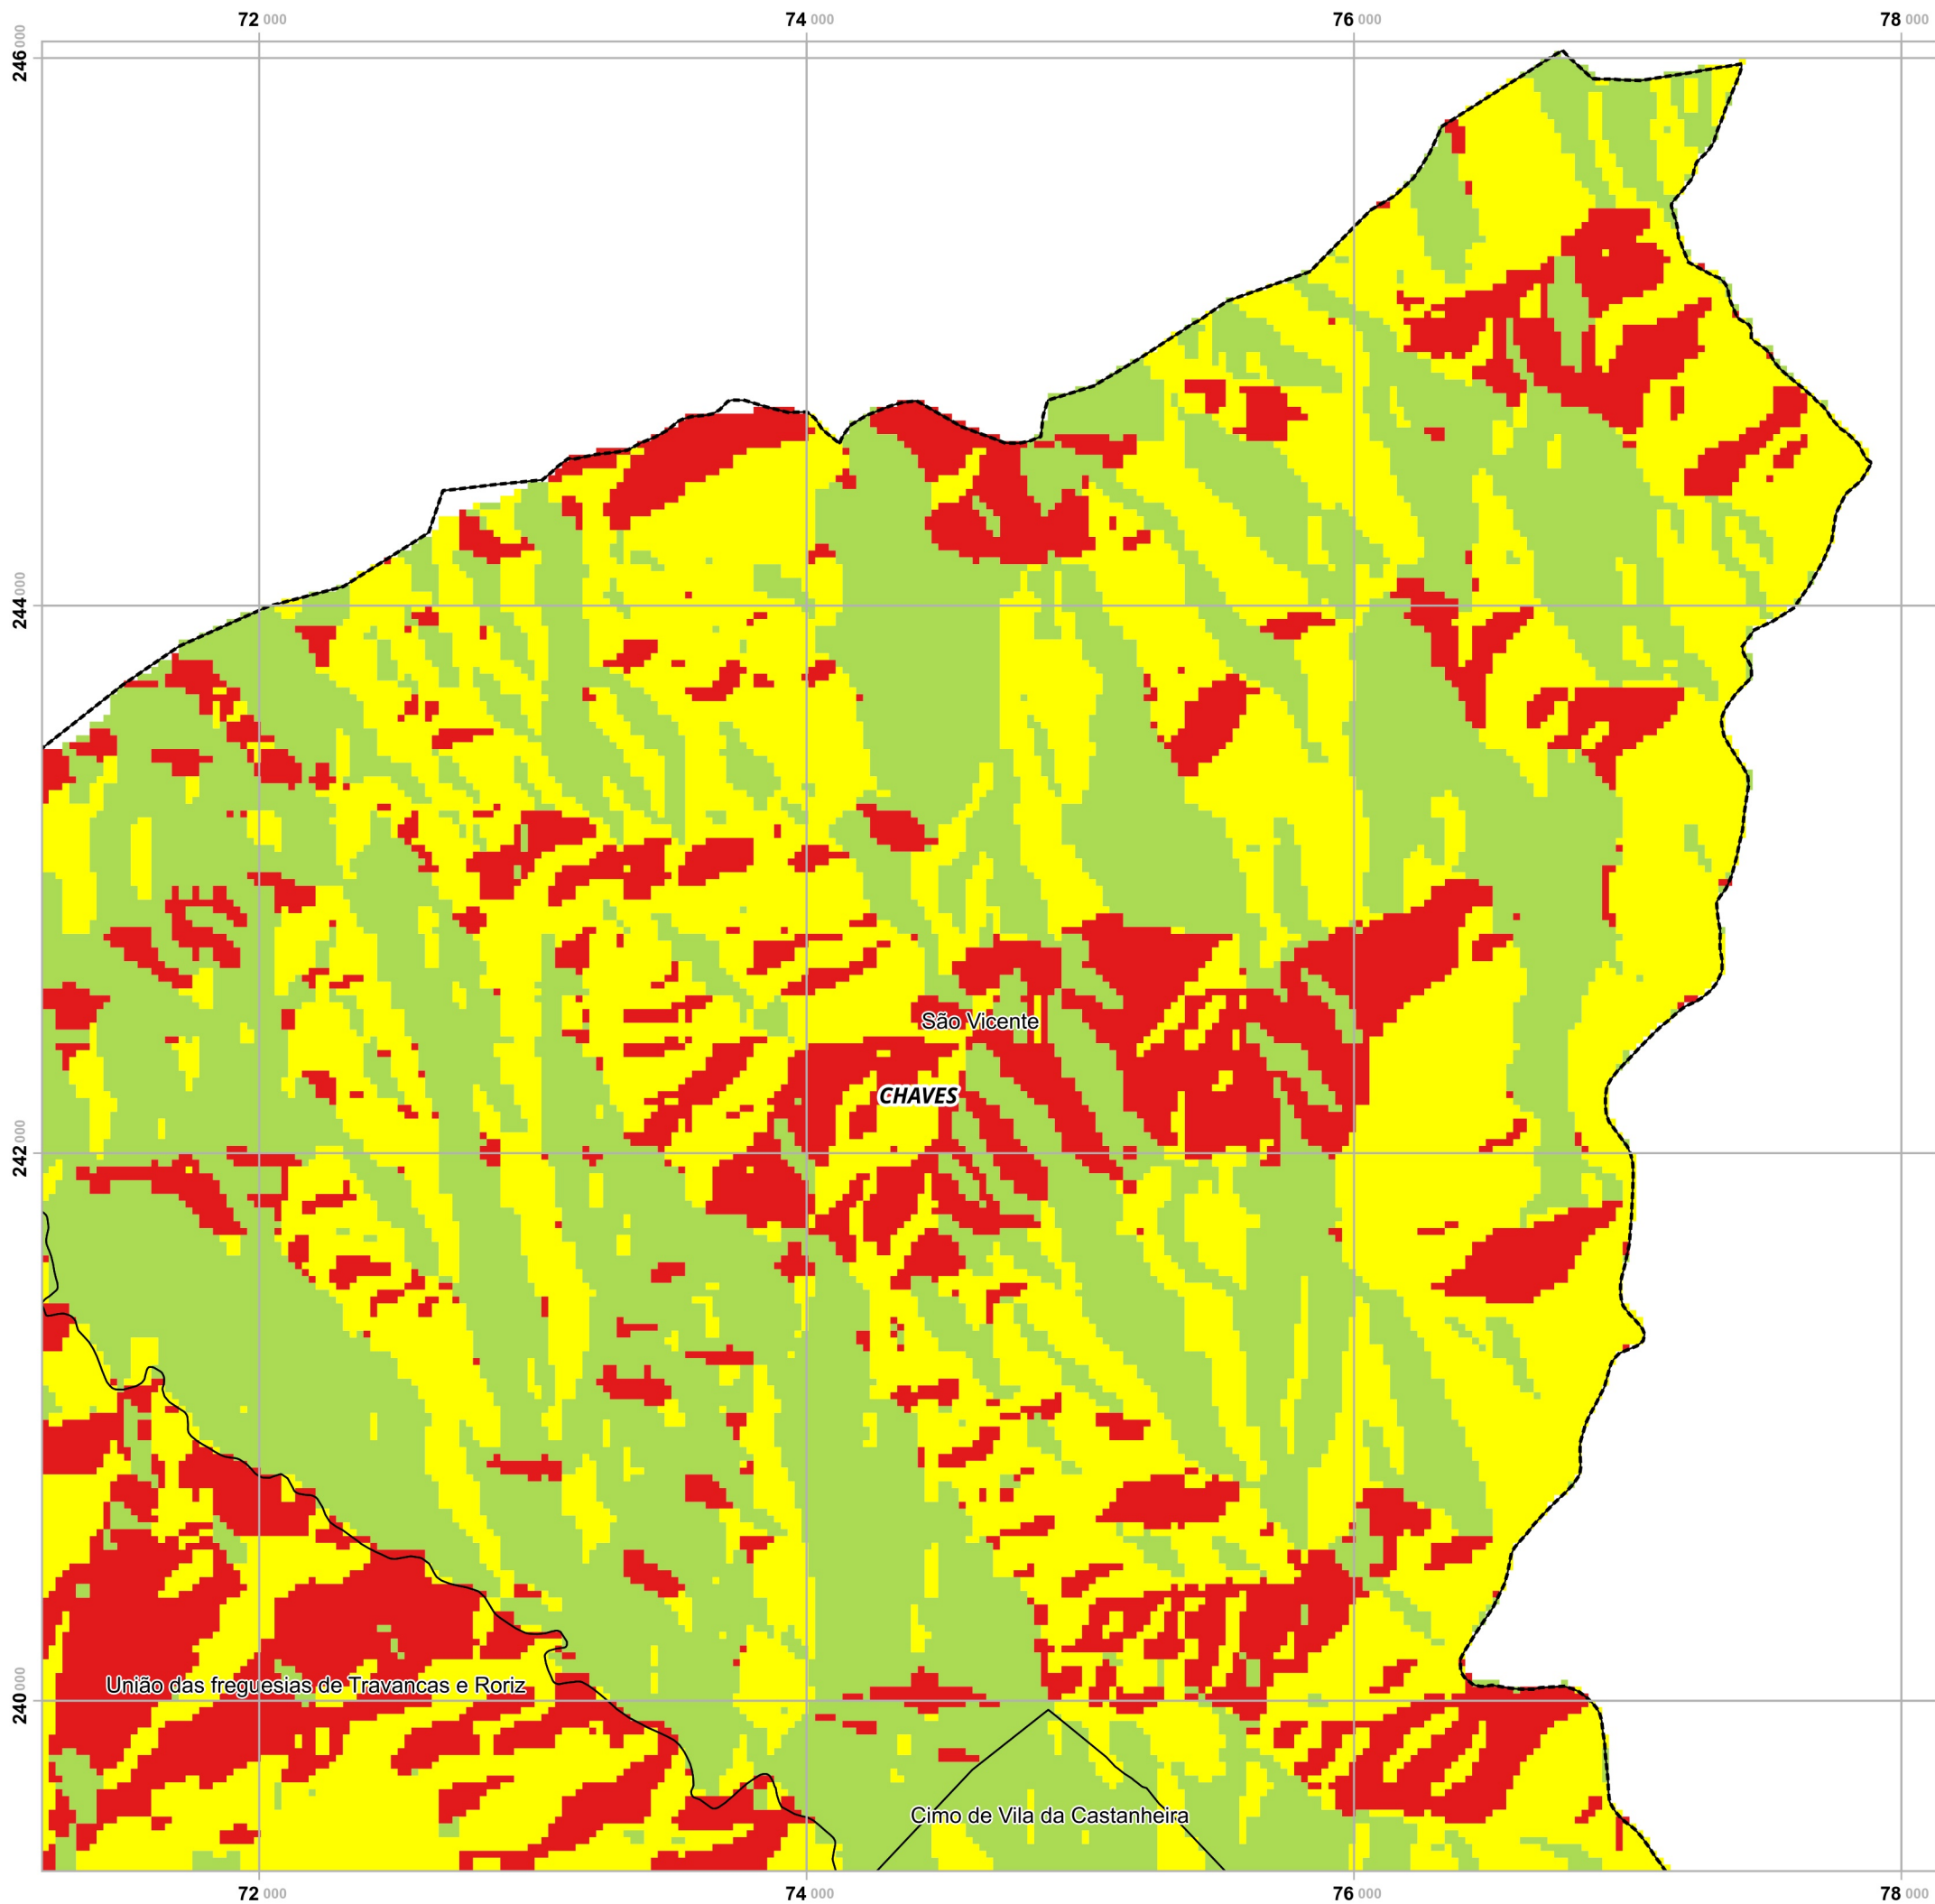 72 000 74 000 76 000 78 000
246 000
244 000
São Vicente
CHAVES
242 000
União das freguesias de Travancas e Roriz
240 000
Cimo de Vila da Castanheira
72 000 74 000 76 000 78 000